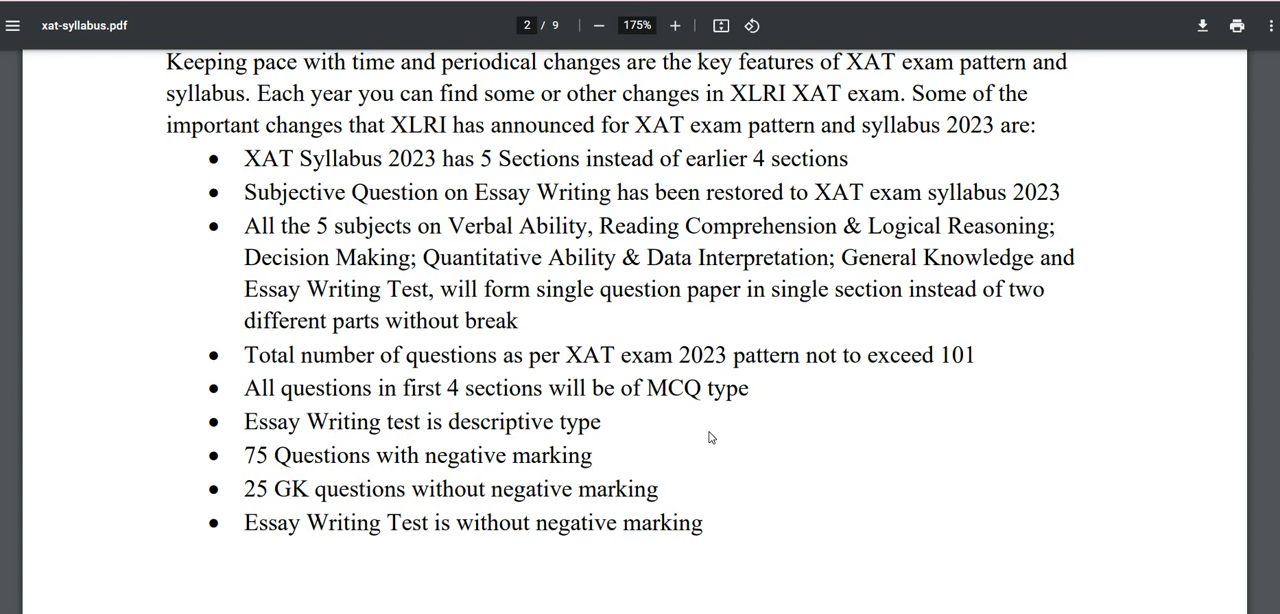 xat-syllabus.pdf 2 / 9 175%
Keeping pace with time and periodical changes are the key features of XAT exam pattern and
syllabus. Each year you can find some or other changes in XLRI XAT exam. Some of the
important changes that XLRI has announced for XAT exam pattern and syllabus 2023 are:
• XAT Syllabus 2023 has 5 Sections instead of earlier 4 sections
• Subjective Question on Essay Writing has been restored to XAT exam syllabus 2023
• All the 5 subjects on Verbal Ability, Reading Comprehension & Logical Reasoning;
Decision Making; Quantitative Ability & Data Interpretation; General Knowledge and
Essay Writing Test, will form single question paper in single section instead of two
different parts without break
• Total number of questions as per XAT exam 2023 pattern not to exceed 101
• All questions in first 4 sections will be of MCQ type
• Essay Writing test is descriptive type
• 75 Questions with negative marking
• 25 GK questions without negative marking
• Essay Writing Test is without negative marking